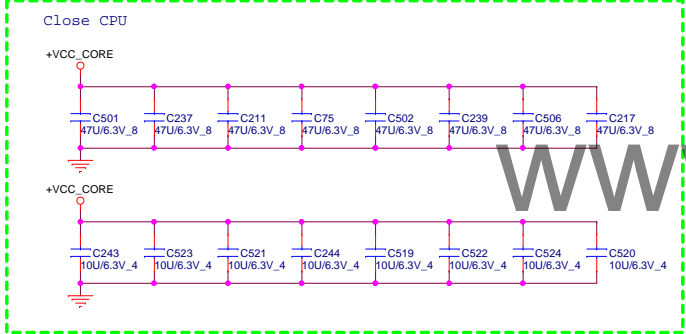 Close CPU
+VCC_CORE
C501 C237 C211 C75 C502 C239 C506 C217
47U/6.3V_8 47U/6.3V_8 47U/6.3V_8 47U/6.3V_8 47U/6.3V_8 47U/6.3V_8 47U/6.3V_8 47U/6.3V_8
+VCC_CORE
C243 C523 C521 C244 C519 C522 C524 C520
10U/6.3V_4 10U/6.3V_4 10U/6.3V_4 10U/6.3V_4 10U/6.3V_4 10U/6.3V_4 10U/6.3V_4 10U/6.3V_4